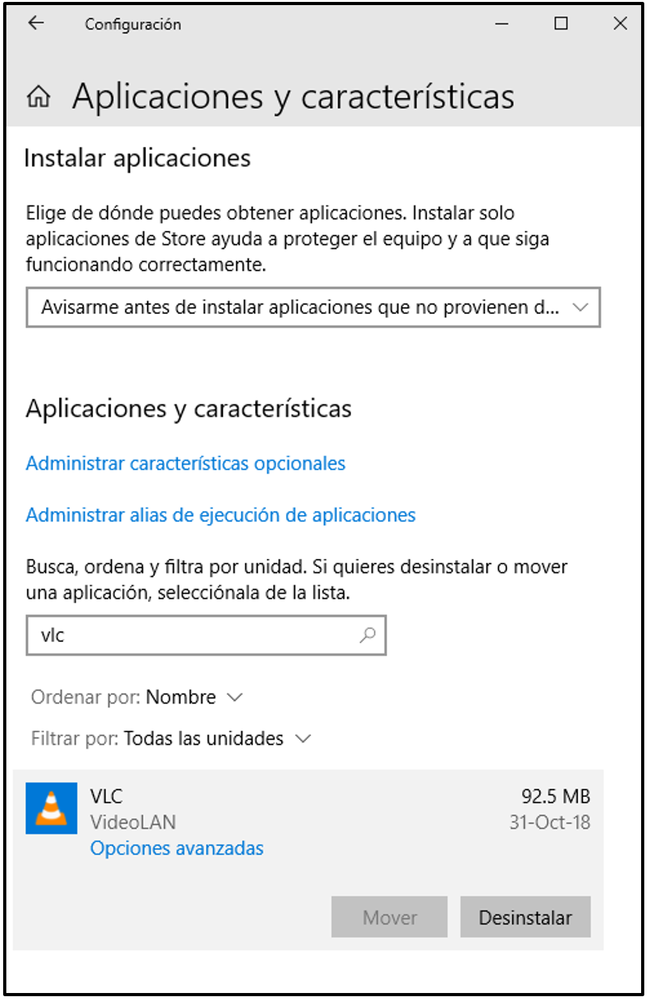 Configuración
Aplicaciones y características
Instalar aplicaciones
Elige de dónde puedes obtener aplicaciones. Instalar solo
aplicaciones de Store ayuda a proteger el equipo y a que siga
funcionando correctamente.
Avisarme antes de instalar aplicaciones que no provienen d...
Aplicaciones y características
Administrar características opcionales
Administrar alias de ejecución de aplicaciones
Busca, ordena y filtra por unidad. Si quieres desinstalar o mover
una aplicación, selecciónala de la lista.
vlc
Ordenar por: Nombre
Filtrar por: Todas las unidades
VLC 92.5 MB
VideoLAN 31-Oct-18
Opciones avanzadas
Mover Desinstalar